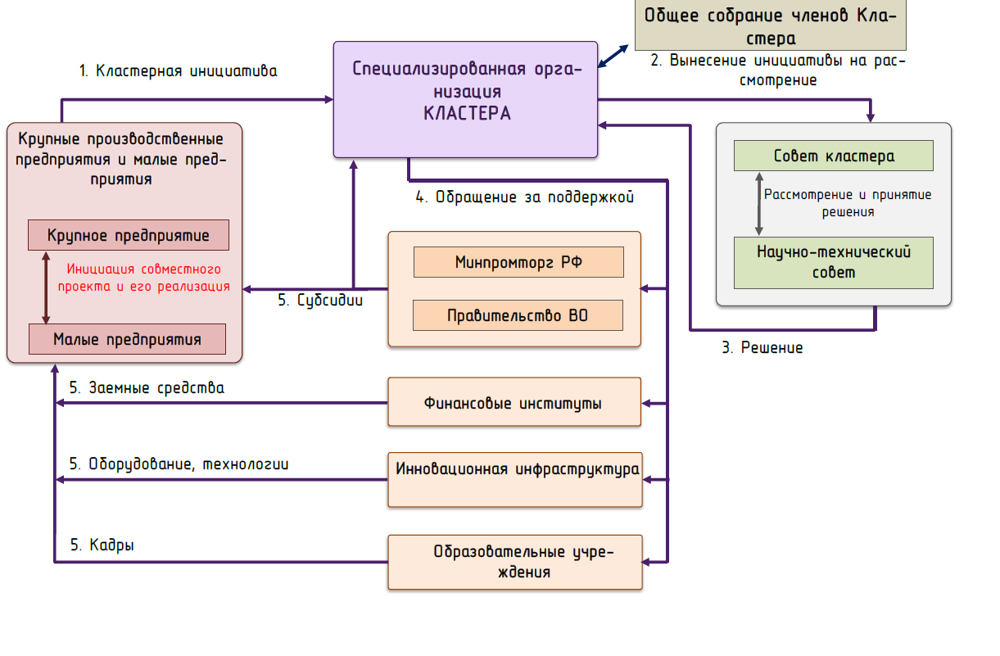 Общее собрание членов Кла-
стера
1. Кластерная инициатива
Специализированная орга-
низация
КЛАСТЕРА
2. Вынесение инициативы на рас-
смотрение
Крупные производственные
предприятия и малые пред-
приятия
Крупное предприятие
Инициация совместного
проекта и его реализация
Малые предприятия
Совет кластера
Рассмотрение и принятие
решения
Научно-технический
совет
3. Решение
4. Обращение за поддержкой
Минпромторг РФ
Правительство ВО
5. Субсидии
5. Заемные средства
Финансовые институты
5. Оборудование, технологии
Инновационная инфраструктура
5. Кадры
Образовательные учре-
ждения